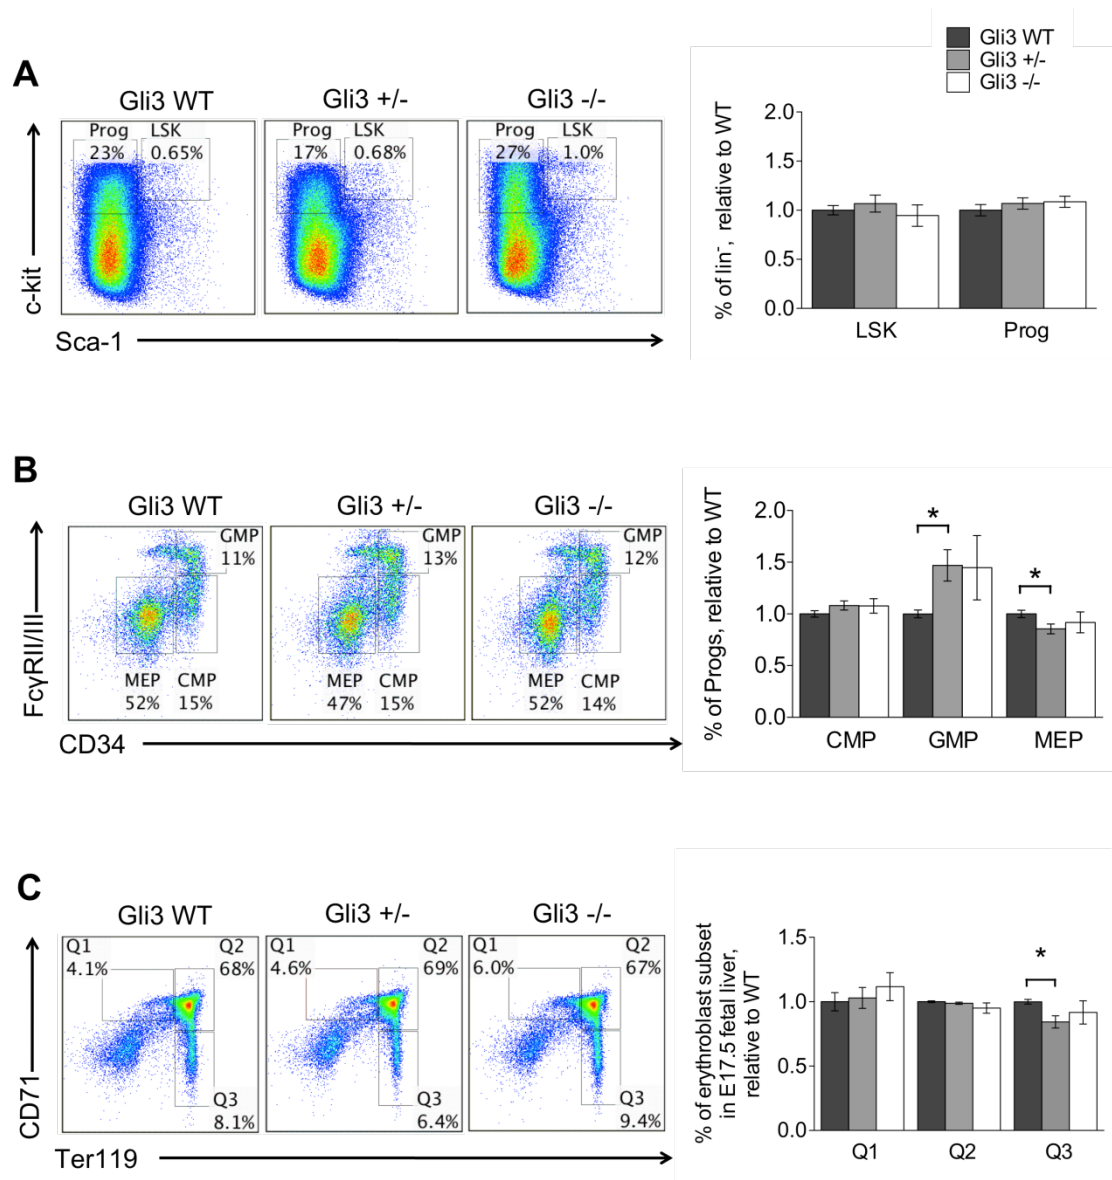 Gli3 WT
Gli3 +/-
Gli3 -/-
A
Gli3 WT Gli3 +/- Gli3 -/-
Prog LSK Prog LSK Prog LSK
23% 0.65% 17% 0.68% 27% 1.0%
c-kit
Sca-1
% of lin⁻, relative to WT
2.0
1.5
1.0
0.5
0.0
LSK Prog
B
Gli3 WT Gli3 +/- Gli3 -/-
GMP GMP GMP
11% 13% 12%
MEP CMP MEP CMP MEP CMP
52% 15% 47% 15% 52% 14%
FcγRII/III
CD34
% of Progs, relative to WT
2.0
1.5
1.0
0.5
0.0
* *
CMP GMP MEP
C
Gli3 WT Gli3 +/- Gli3 -/-
Q1 Q2 Q1 Q2 Q1 Q2
4.1% 68% 4.6% 69% 6.0% 67%
Q3 Q3 Q3
8.1% 6.4% 9.4%
CD71
Ter119
% of erythroblast subset
in E17.5 fetal liver,
relative to WT
1.5
1.0
0.5
0.0
*
Q1 Q2 Q3